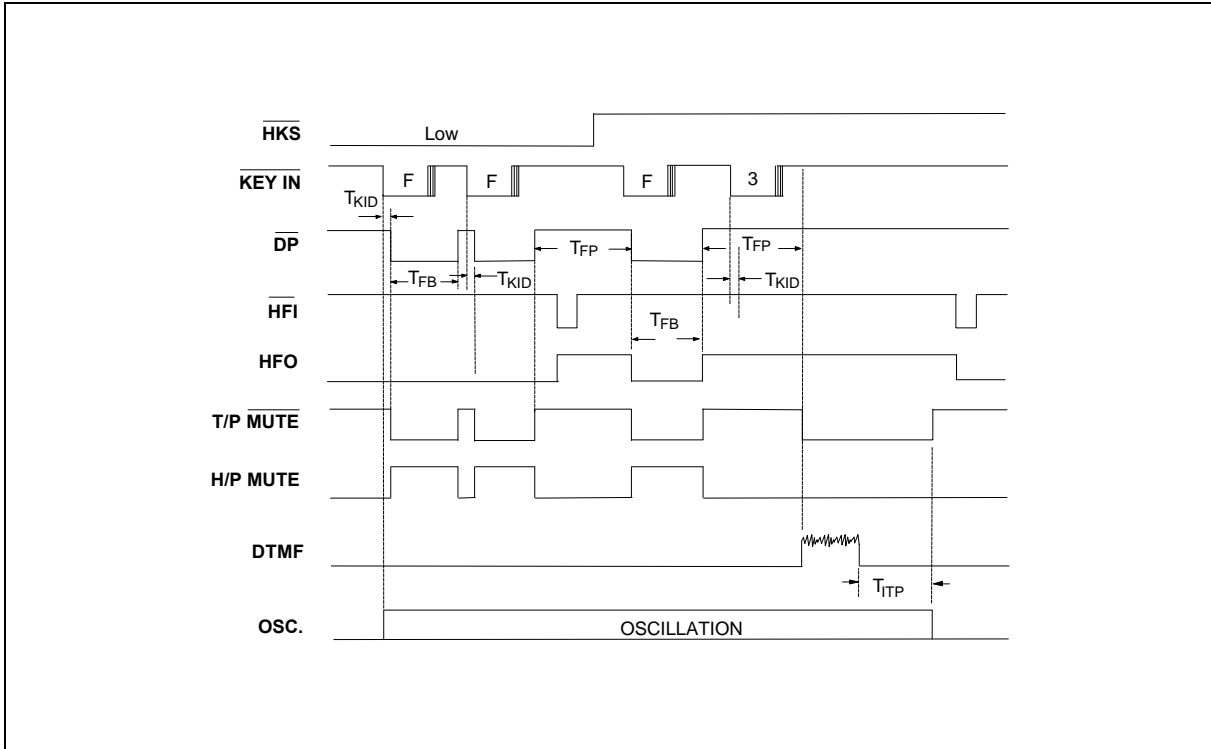 HKS
Low
KEY IN
F
F
F
3
TKID
DP
TFP
TFP
TFB
TKID
TKID
HFI
TFB
HFO
T/P MUTE
H/P MUTE
DTMF
TITP
OSC.
OSCILLATION